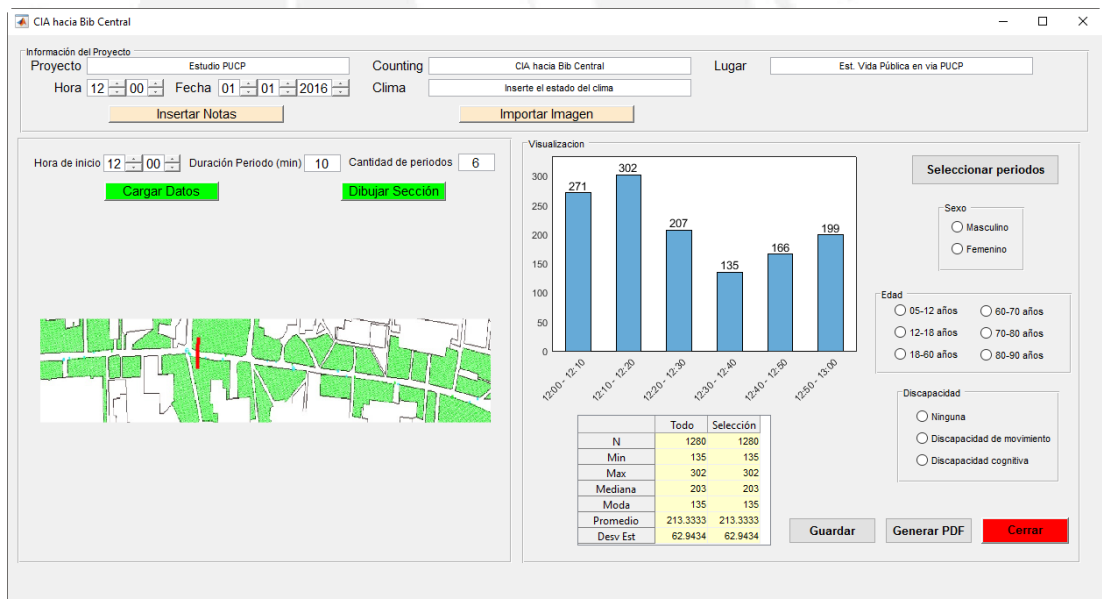 CIA hacia Bib Central
Información del Proyecto
Proyecto Estudio PUCP Counting CIA hacia Bib Central Lugar Est. Vida Pública en via PUCP
Hora 12 00 Fecha 01 01 2016 Clima Inserte el estado del clima
Insertar Notas Importar Imagen
Hora de inicio 12 00 Duración Periodo (min) 10 Cantidad de periodos 6
Cargar Datos Dibujar Sección
Visualizacion
300
250
200
150
100
50
0
271
302
207
135
166
199
12:00 - 12:10
12:10 - 12:20
12:20 - 12:30
12:30 - 12:40
12:40 - 12:50
12:50 - 13:00
Todo Selección
N 1280 1280
Min 135 135
Max 302 302
Mediana 203 203
Moda 135 135
Promedio 213.3333 213.3333
Desv Est 62.9434 62.9434
Seleccionar periodos
Sexo
Masculino
Femenino
Edad
05-12 años 60-70 años
12-18 años 70-80 años
18-60 años 80-90 años
Discapacidad
Ninguna
Discapacidad de movimiento
Discapacidad cognitiva
Guardar Generar PDF Cerrar